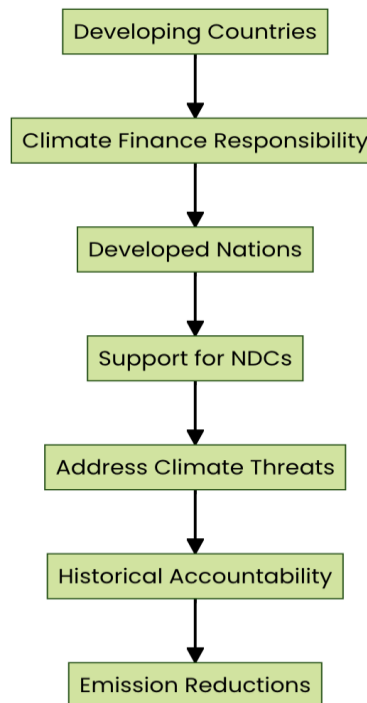 Developing Countries
Climate Finance Responsibility
Developed Nations
Support for NDCs
Address Climate Threats
Historical Accountability
Emission Reductions